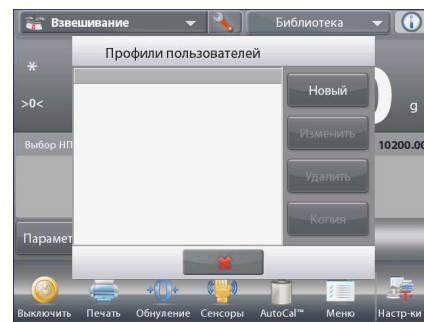 Взвешивание Библиотека
Профили пользователей
*
Новый
>0<
g
Изменить
Выбор НП 10200.00
Удалить
Копия
Парамет
Выключить Печать Обнуление Сенсоры AutoCal™ Меню Настр-ки